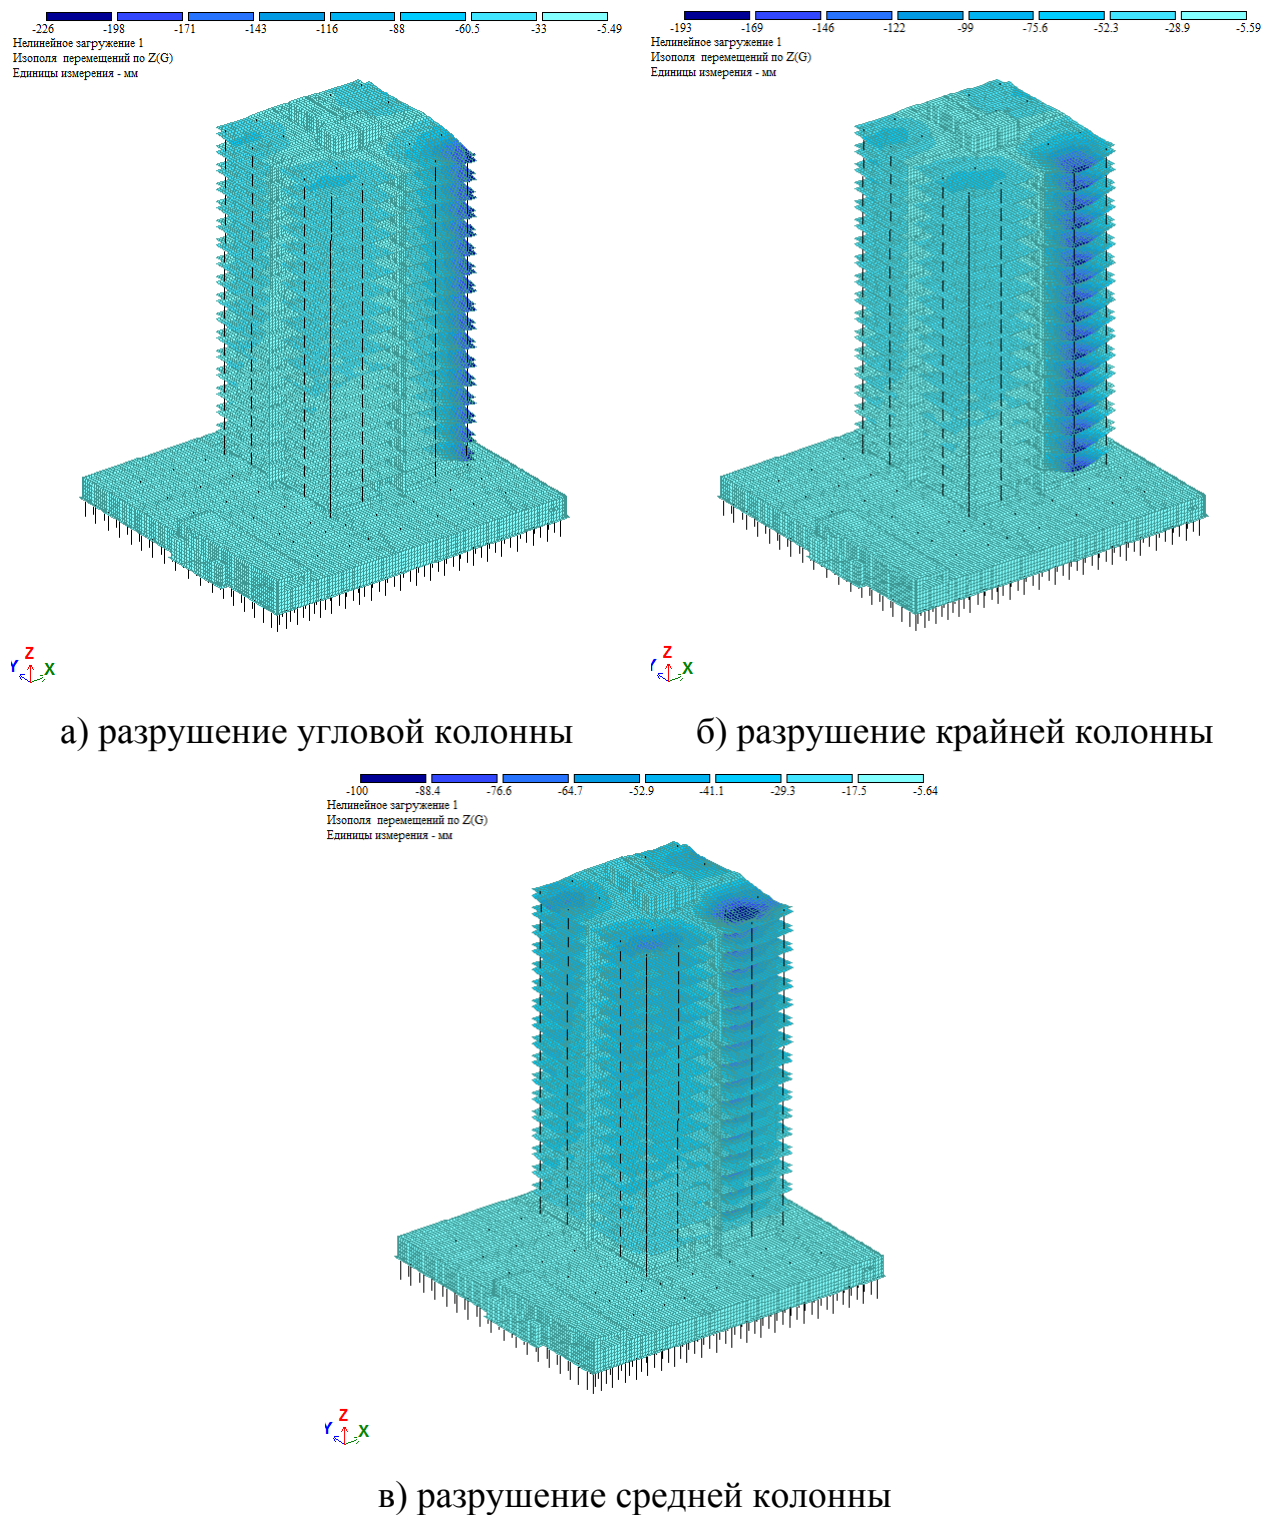 -226 -198 -171 -143 -116 -88 -60.5 -33 -5.49
Нелинейное загружение 1
Изополя перемещений по Z(G)
Единицы измерения - мм
Z
Y X
а) разрушение угловой колонны
-193 -169 -146 -122 -99 -75.6 -52.3 -28.9 -5.59
Нелинейное загружение 1
Изополя перемещений по Z(G)
Единицы измерения - мм
Z
Y X
б) разрушение крайней колонны
-100 -88.4 -76.6 -64.7 -52.9 -41.1 -29.3 -17.5 -5.64
Нелинейное загружение 1
Изополя перемещений по Z(G)
Единицы измерения - мм
Z
Y X
в) разрушение средней колонны